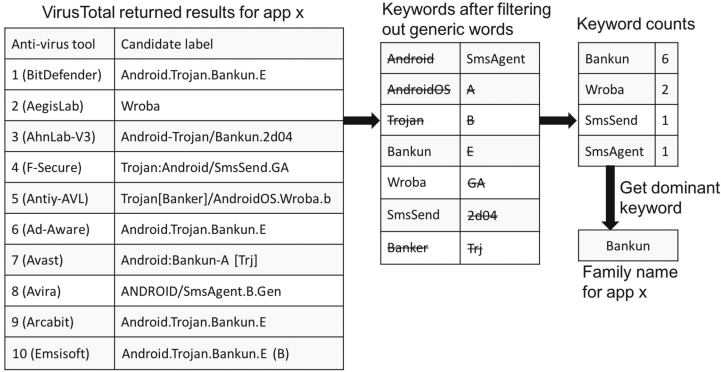 VirusTotal returned results for app x
Anti-virus tool Candidate label
1 (BitDefender) Android.Trojan.Bankun.E
2 (AegisLab) Wroba
3 (AhnLab-V3) Android-Trojan/Bankun.2d04
4 (F-Secure) Trojan:Android/SmsSend.GA
5 (Antiy-AVL) Trojan[Banker]/AndroidOS.Wroba.b
6 (Ad-Aware) Android.Trojan.Bankun.E
7 (Avast) Android:Bankun-A [Trj]
8 (Avira) ANDROID/SmsAgent.B.Gen
9 (Arcabit) Android.Trojan.Bankun.E
10 (Emsisoft) Android.Trojan.Bankun.E (B)
Keywords after filtering
out generic words
Android SmsAgent
AndroidOS A
Trojan B
Bankun E
Wroba GA
SmsSend 2d04
Banker Trj
Keyword counts
Bankun 6
Wroba 2
SmsSend 1
SmsAgent 1
Get dominant
keyword
Bankun
Family name
for app x